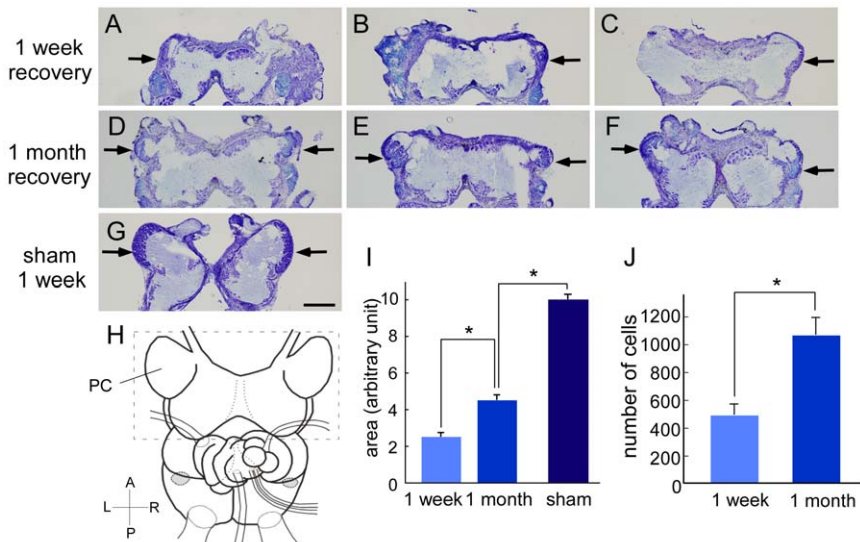 A
B
C
1 week
recovery
D
E
F
1 month
recovery
G
sham
1 week
H
PC
A
L
R
P
I
area (arbitrary unit)
10
8
6
4
2
0
*
*
1 week
1 month
sham
J
number of cells
1200
1000
800
600
400
200
0
*
1 week
1 month